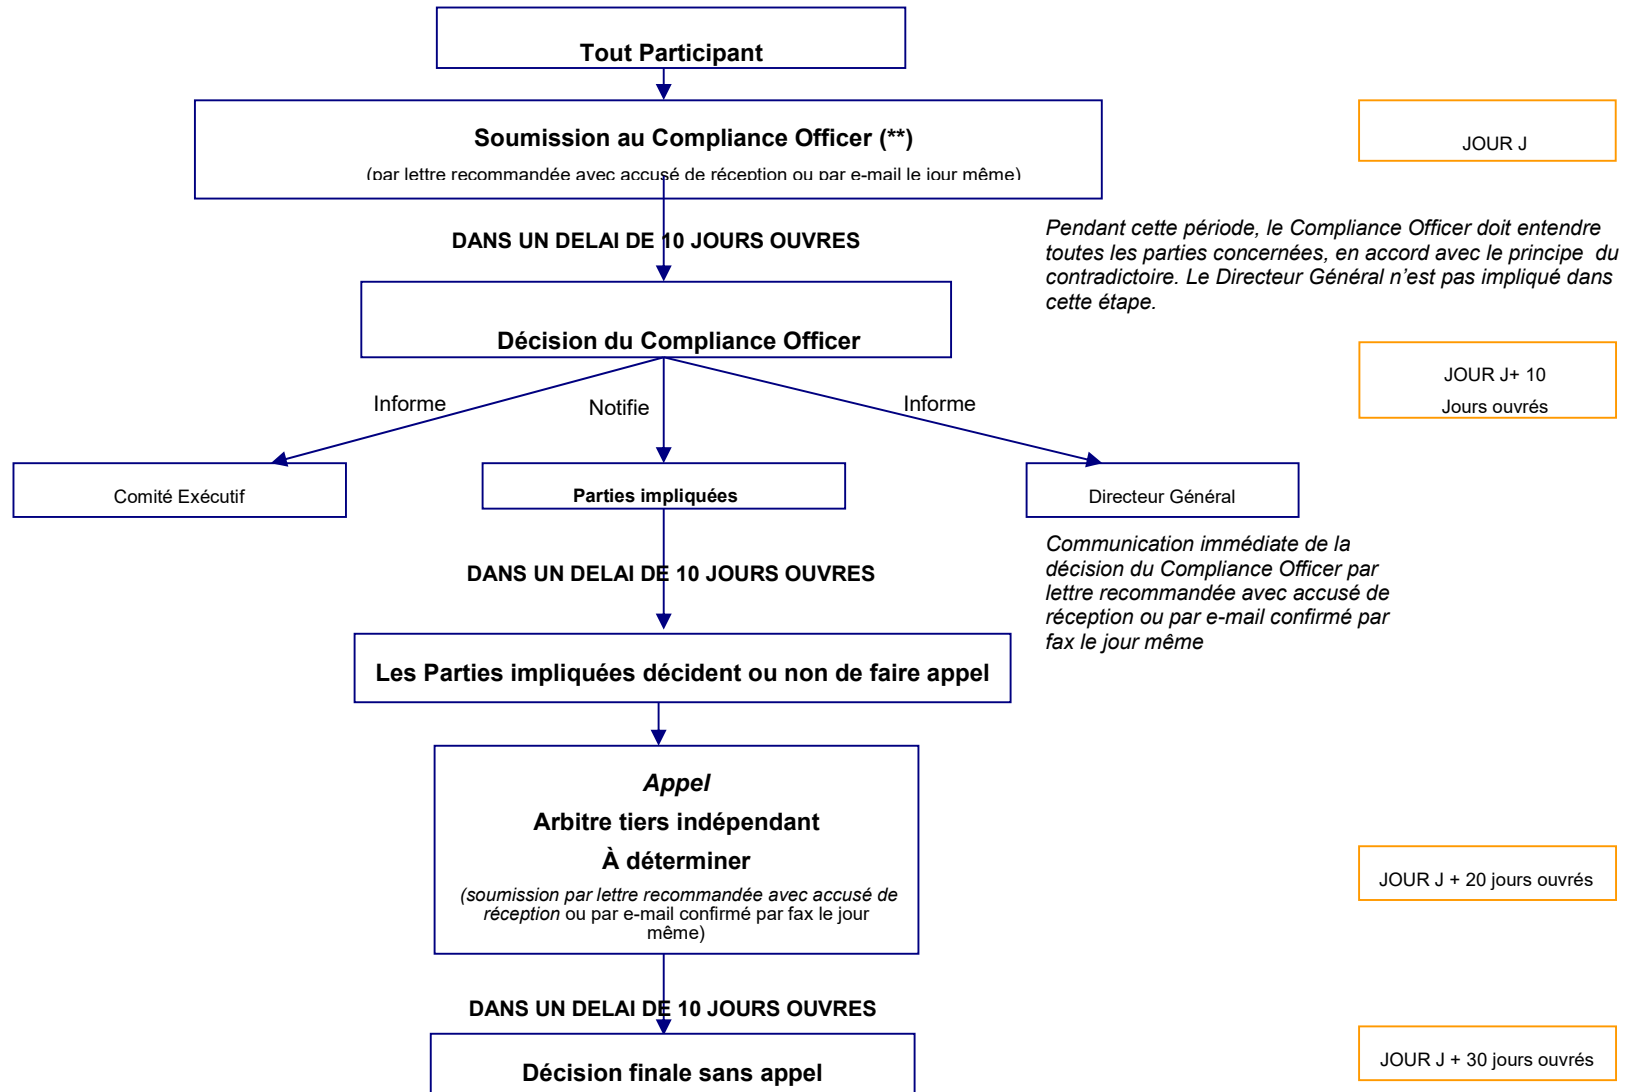 Tout Participant
Soumission au Compliance Officer (**)
(par lettre recommandée avec accusé de réception ou par e-mail le jour même)
JOUR J
DANS UN DELAI DE 10 JOURS OUVRES
Pendant cette période, le Compliance Officer doit entendre
toutes les parties concernées, en accord avec le principe du
contradictoire. Le Directeur Général n’est pas impliqué dans
cette étape.
Décision du Compliance Officer
JOUR J+ 10
Jours ouvrés
Informe
Notifie
Informe
Comité Exécutif
Parties impliquées
Directeur Général
Communication immédiate de la
décision du Compliance Officer par
lettre recommandée avec accusé de
réception ou par e-mail confirmé par
fax le jour même
DANS UN DELAI DE 10 JOURS OUVRES
Les Parties impliquées décident ou non de faire appel
Appel
Arbitre tiers indépendant
À déterminer
(soumission par lettre recommandée avec accusé de
réception ou par e-mail confirmé par fax le jour
même)
JOUR J + 20 jours ouvrés
DANS UN DELAI DE 10 JOURS OUVRES
Décision finale sans appel
JOUR J + 30 jours ouvrés